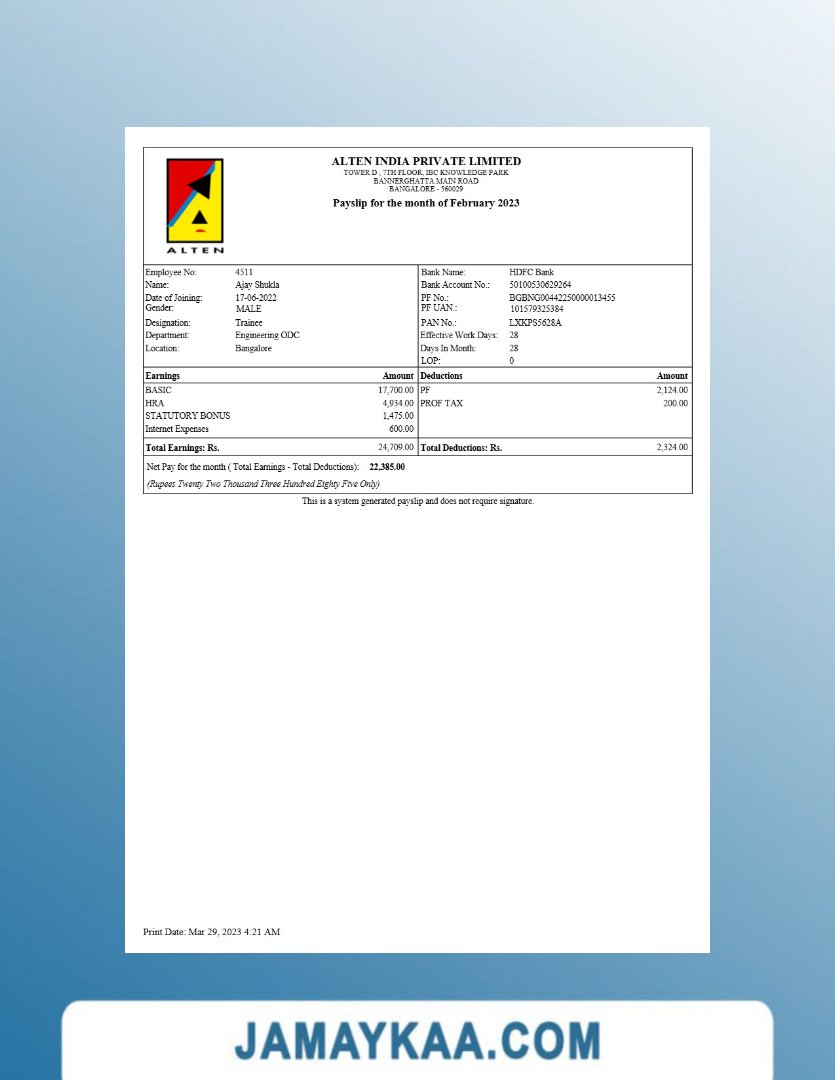 ALTEN INDIA PRIVATE LIMITED
TOWER D , 7TH FLOOR, IBC KNOWLEDGE PARK
BANNERGHATTA MAIN ROAD
BANGALORE - 560029
Payslip for the month of February 2023
ALTEN
Employee No: 4511 Bank Name: HDFC Bank
Name: Ajay Shukla Bank Account No.: 50100530629264
Date of Joining: 17-06-2022 PF No.: BGBNG00442250000013455
Gender: MALE PF UAN.: 101579325384
Designation: Trainee PAN No.: LXKPS5628A
Department: Engineering ODC Effective Work Days: 28
Location: Bangalore Days In Month: 28
LOP: 0
Earnings Amount Deductions Amount
BASIC 17,700.00 PF 2,124.00
HRA 4,934.00 PROF TAX 200.00
STATUTORY BONUS 1,475.00
Internet Expenses 600.00
Total Earnings: Rs. 24,709.00 Total Deductions: Rs. 2,324.00
Net Pay for the month ( Total Earnings - Total Deductions): 22,385.00
(Rupees Twenty Two Thousand Three Hundred Eighty Five Only)
This is a system generated payslip and does not require signature.
Print Date: Mar 29, 2023 4:21 AM
JAMAYKAA.COM